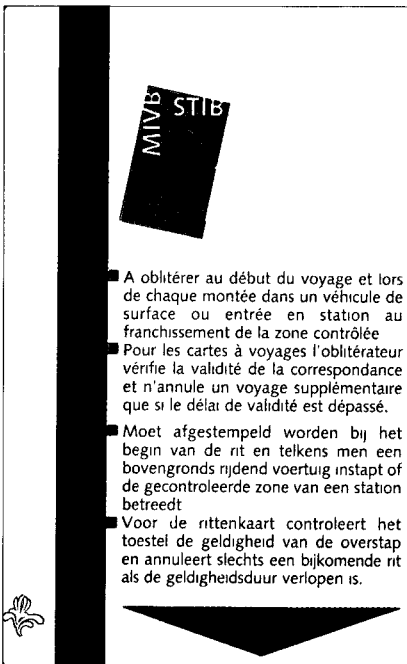 MIVB STIB
A oblitérer au début du voyage et lors
de chaque montée dans un véhicule de
surface ou entrée en station au
franchissement de la zone contrôlée
Pour les cartes à voyages l'oblitérateur
vérifie la validité de la correspondance
et n'annule un voyage supplémentaire
que si le délai de validité est dépassé.
Moet afgestempeld worden bij het
begin van de rit en telkens men een
bovengronds rijdend voertuig instapt of
de gecontroleerde zone van een station
betreedt
Voor de rittenkaart controleert het
toestel de geldigheid van de overstap
en annuleert slechts een bijkomende rit
als de geldigheidsduur verlopen is.